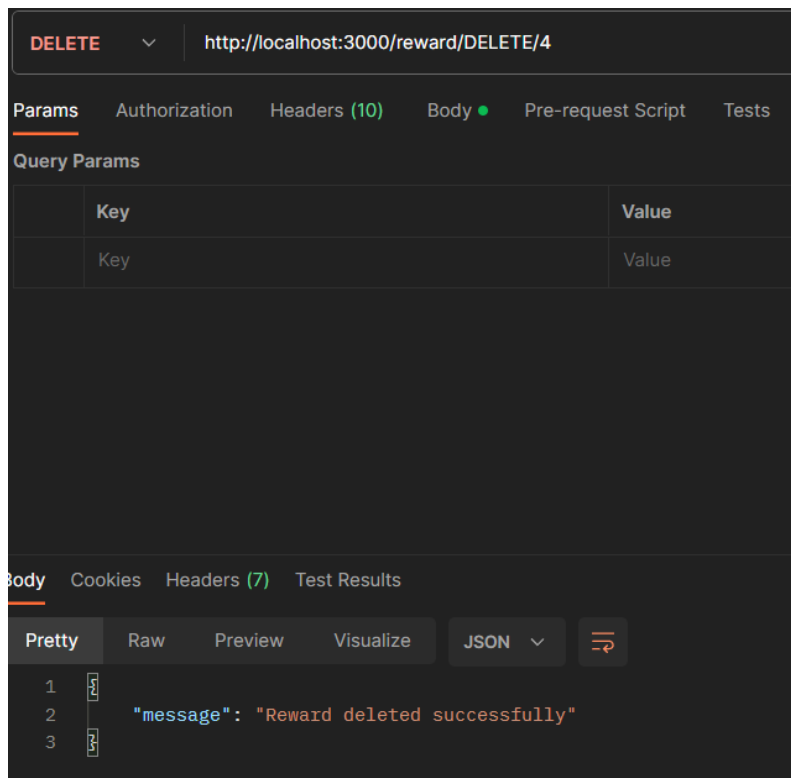 DELETE http://localhost:3000/reward/DELETE/4
Params Authorization Headers (10) Body Pre-request Script Tests
Query Params
Key Value
Key Value
Body Cookies Headers (7) Test Results
Pretty Raw Preview Visualize JSON
1 {
2 "message": "Reward deleted successfully"
3 }